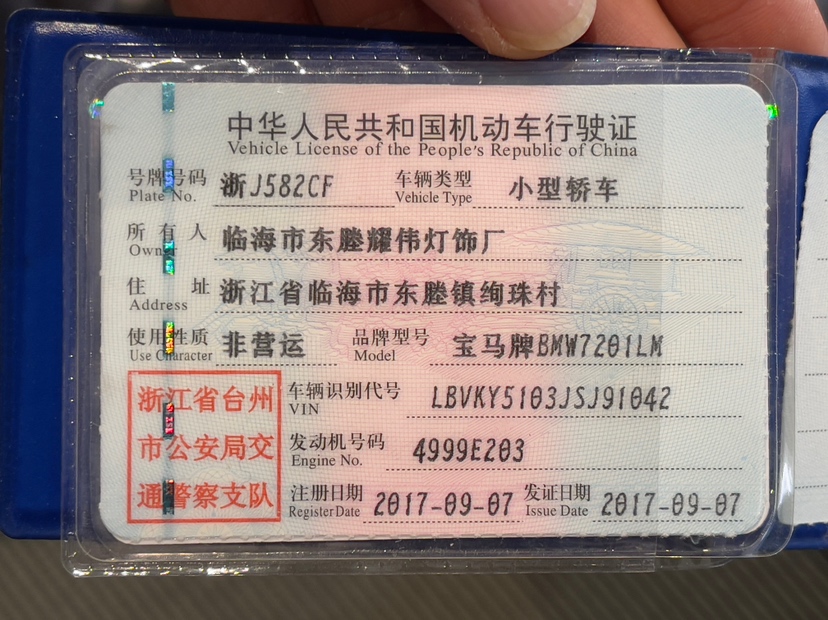 中华人民共和国机动车行驶证
Vehicle License of the People's Republic of China
号牌号码 浙J582CF 车辆类型 小型轿车
Plate No. Vehicle Type
所有人 临海市东塍耀伟灯饰厂
Owner
住址 浙江省临海市东塍镇绚珠村
Address
使用性质 非营运 品牌型号 宝马牌BMW7201LM
Use Character Model
浙江省台州
市公安局交
通警察支队
车辆识别代号 LBVKY5103JSJ91042
VIN
发动机号码 4999E203
Engine No.
注册日期 2017-09-07 发证日期 2017-09-07
Register Date Issue Date